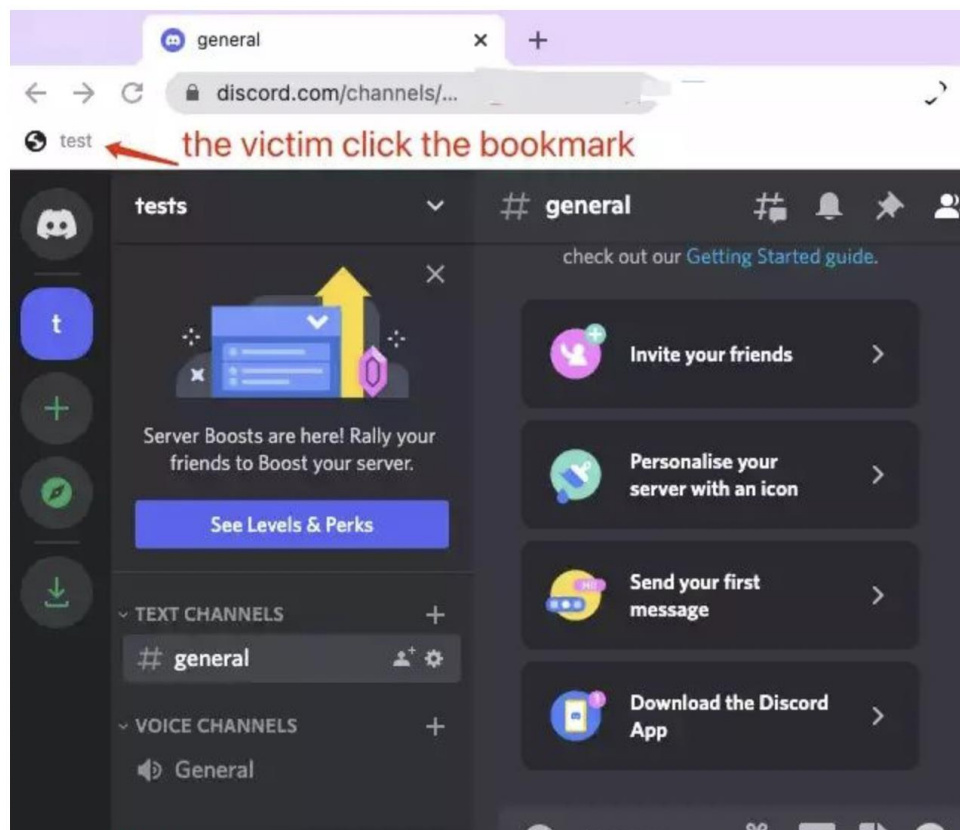 general
discord.com/channels/...
test
the victim click the bookmark
tests
general
check out our Getting Started guide.
Server Boosts are here! Rally your
friends to Boost your server.
See Levels & Perks
t
Invite your friends
Personalise your
server with an icon
Send your first
message
Download the Discord
App
TEXT CHANNELS
general
VOICE CHANNELS
General